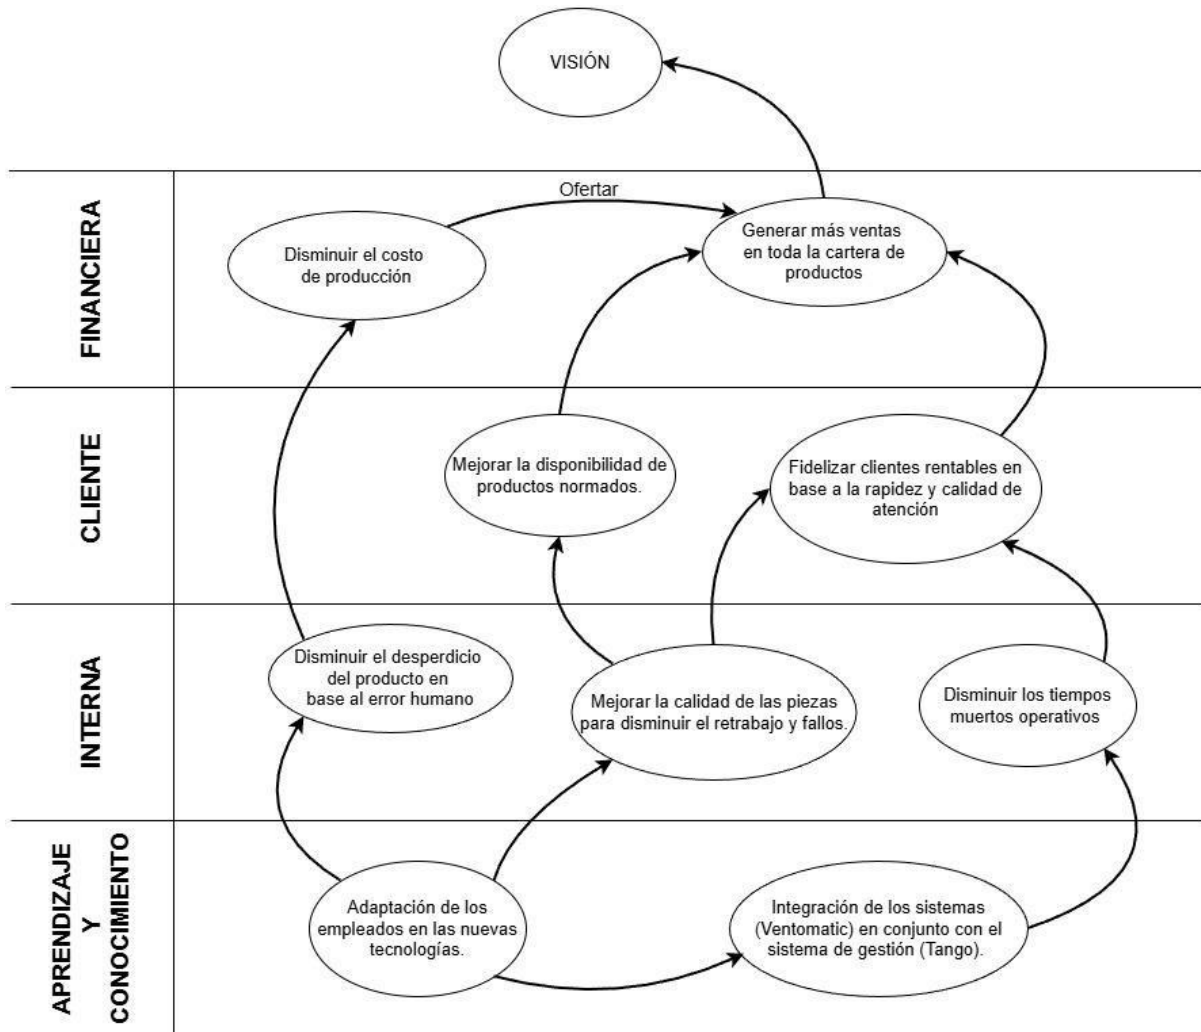 VISIÓN
FINANCIERA
Ofertar
Disminuir el costo
de producción
Generar más ventas
en toda la cartera de
productos
CLIENTE
Mejorar la disponibilidad de
productos normados.
Fidelizar clientes rentables en
base a la rapidez y calidad de
atención
INTERNA
Disminuir el desperdicio
del producto en
base al error humano
Mejorar la calidad de las piezas
para disminuir el retrabajo y fallos.
Disminuir los tiempos
muertos operativos
APRENDIZAJE
Y
CONOCIMIENTO
Adaptación de los
empleados en las nuevas
tecnologías.
Integración de los sistemas
(Ventomatic) en conjunto con el
sistema de gestión (Tango).